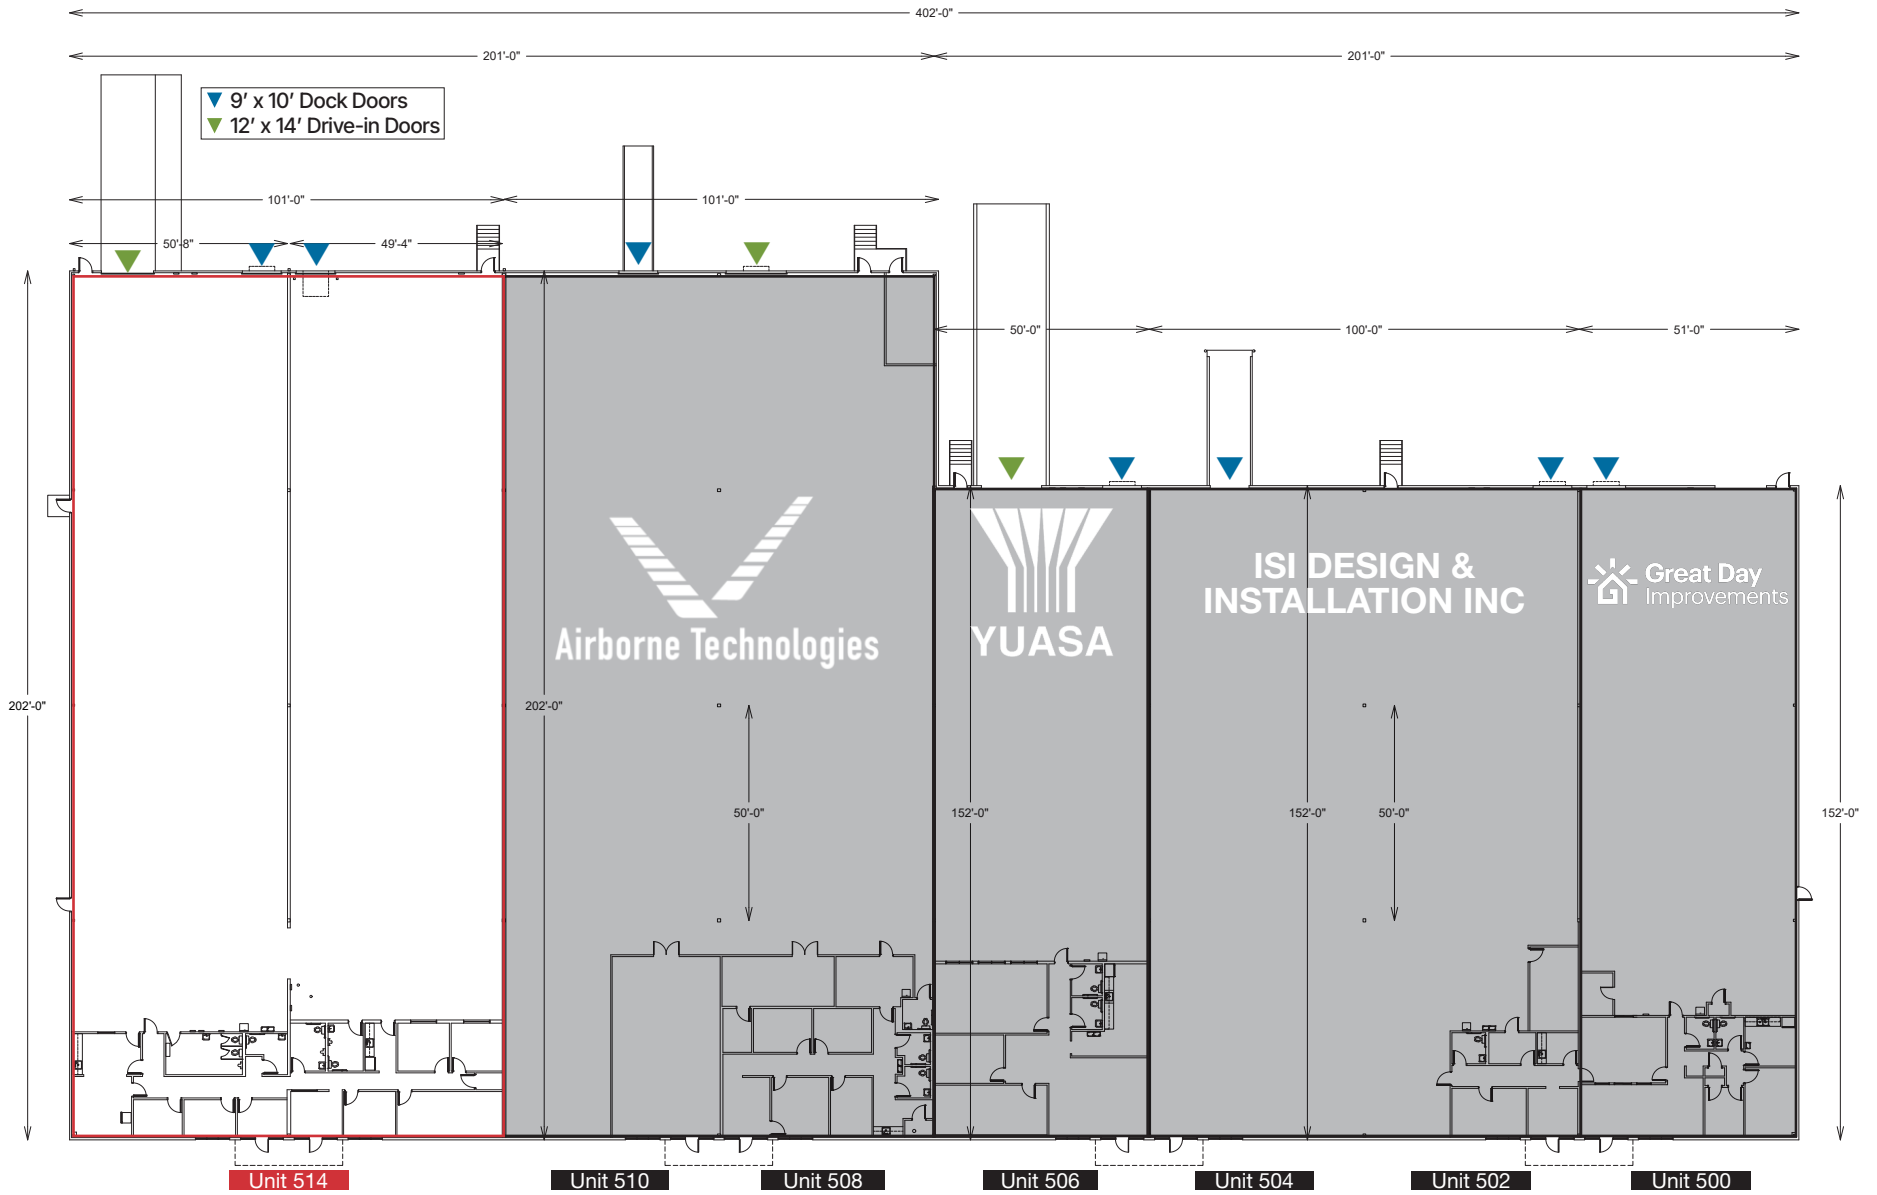 402'-0"
201'-0"
201'-0"
9' x 10' Dock Doors
12' x 14' Drive-in Doors
101'-0"
101'-0"
50'-8"
49'-4"
50'-0"
100'-0"
51'-0"
ISI DESIGN &
INSTALLATION INC
Great Day
Improvements
Airborne Technologies
YUASA
202'-0"
202'-0"
50'-0"
152'-0"
152'-0"
50'-0"
152'-0"
Unit 514
Unit 510
Unit 508
Unit 506
Unit 504
Unit 502
Unit 500